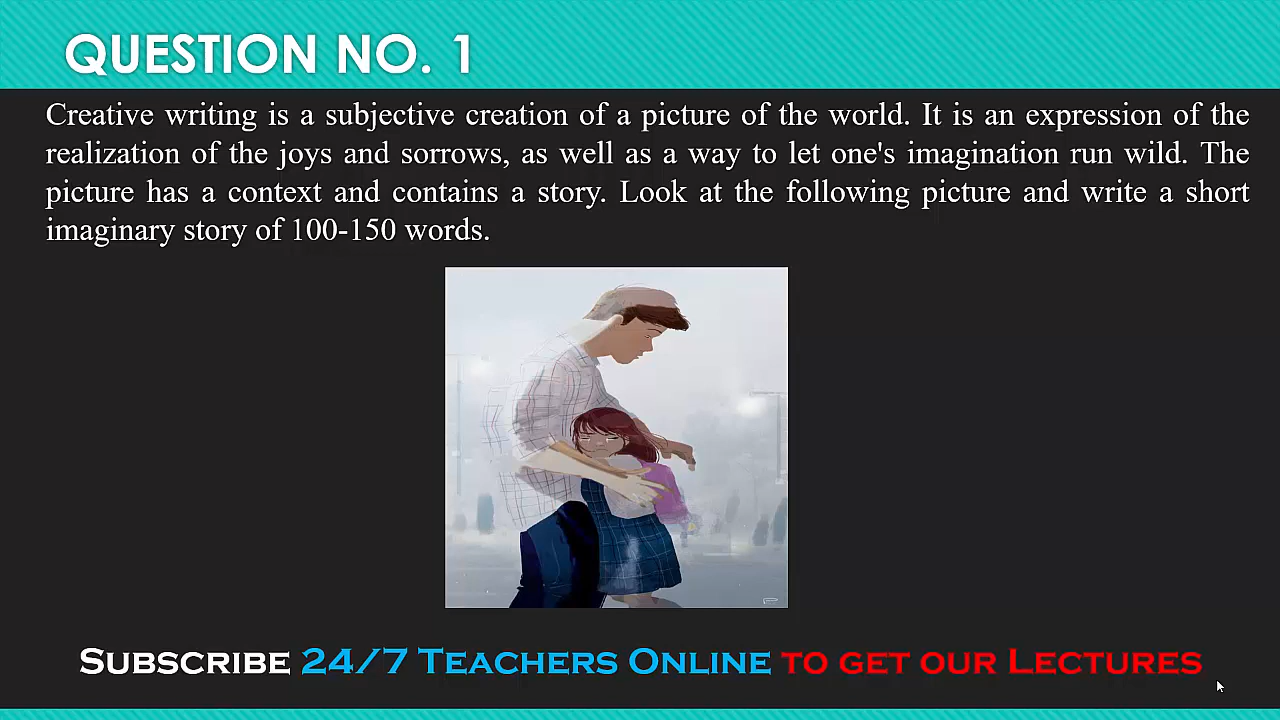 QUESTION NO. 1
Creative writing is a subjective creation of a picture of the world. It is an expression of the
realization of the joys and sorrows, as well as a way to let one's imagination run wild. The
picture has a context and contains a story. Look at the following picture and write a short
imaginary story of 100-150 words.
SUBSCRIBE 24/7 TEACHERS ONLINE TO GET OUR LECTURES